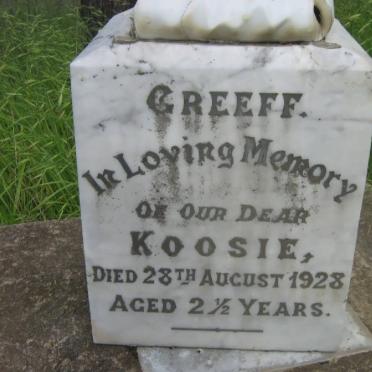 GREEFF.
In Loving Memory
OF OUR DEAR
KOOSIE,
DIED 28TH AUGUST 1928
AGED 2½ YEARS.